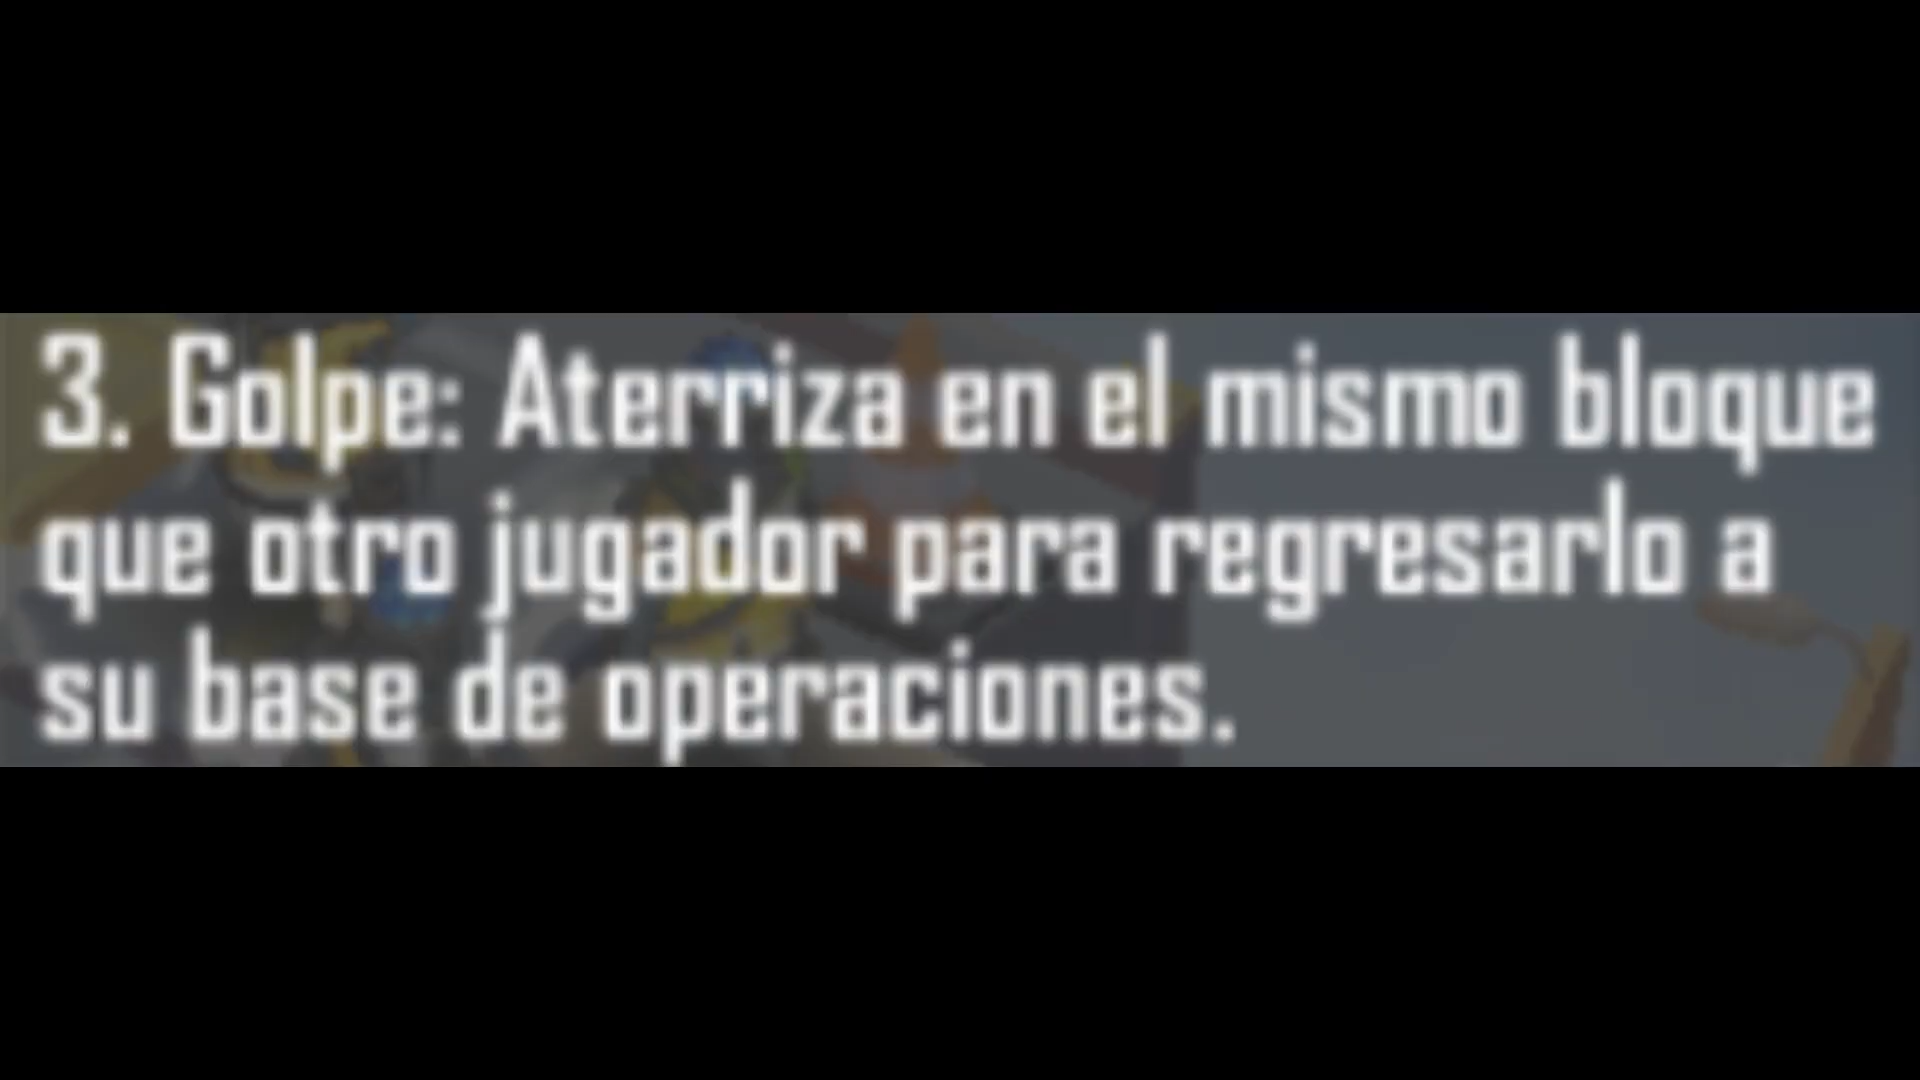 3. Golpe: Aterriza en el mismo bloque
que otro jugador para regresarlo a
su base de operaciones.